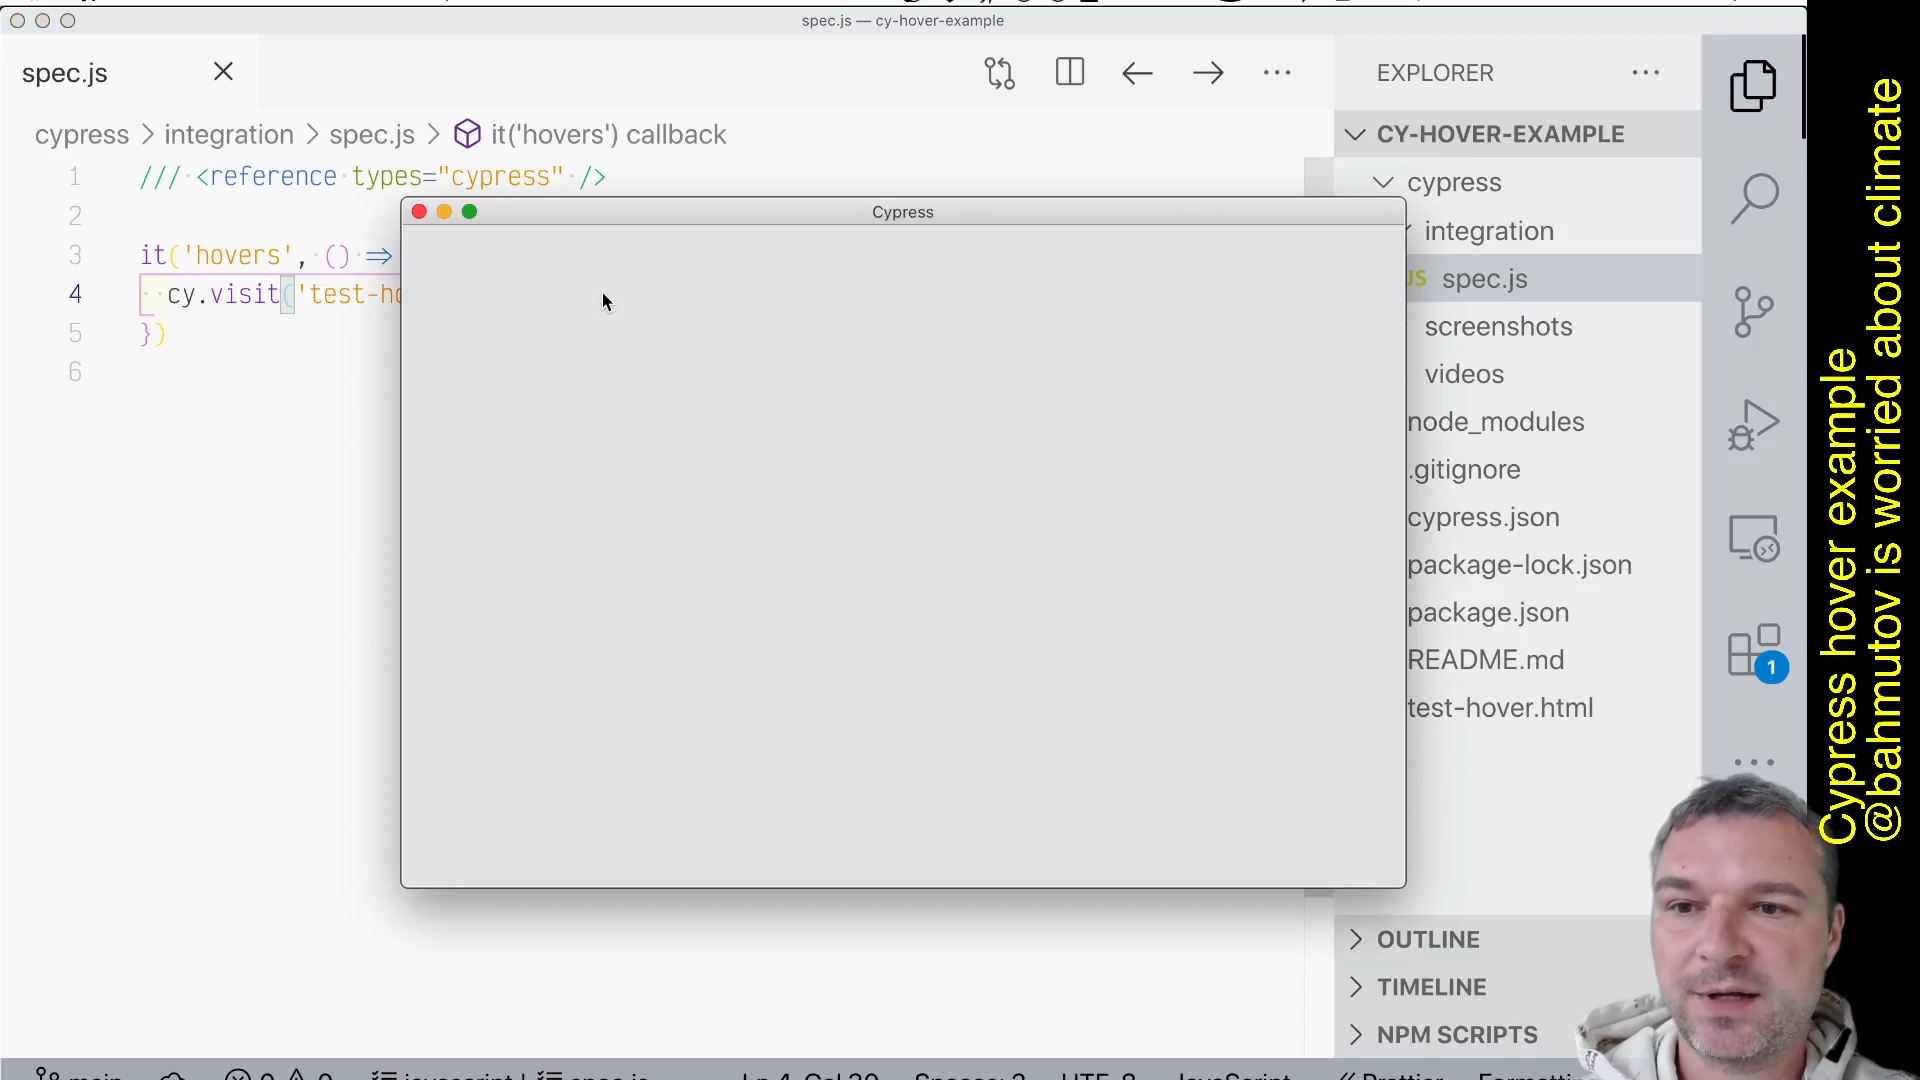 spec.js — cy-hover-example
spec.js
EXPLORER
cypress > integration > spec.js > it('hovers') callback
CY-HOVER-EXAMPLE
1 /// <reference types="cypress" />
2
3 it('hovers', () =>
4 cy.visit('test-ho
5 })
6
Cypress
cypress
integration
JS spec.js
screenshots
videos
node_modules
.gitignore
cypress.json
package-lock.json
package.json
README.md
test-hover.html
1
OUTLINE
TIMELINE
NPM SCRIPTS
Cypress hover example
@bahmutov is worried about climate